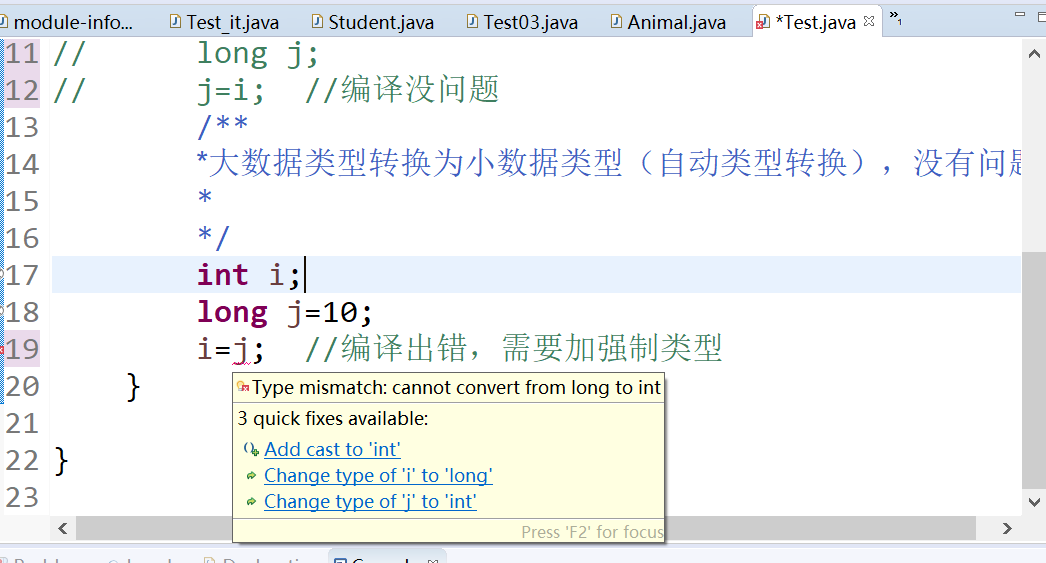 module-info... Test_it.java Student.java Test03.java Animal.java *Test.java »1
11 // long j;
12 // j=i; //编译没问题
13 /**
14 *大数据类型转换为小数据类型（自动类型转换），没有问题
15 *
16 */
17 int i;
18 long j=10;
19 i=j; //编译出错，需要加强制类型
20 }
21
22 }
23
Type mismatch: cannot convert from long to int
3 quick fixes available:
Add cast to 'int'
Change type of 'i' to 'long'
Change type of 'j' to 'int'
Press 'F2' for focus